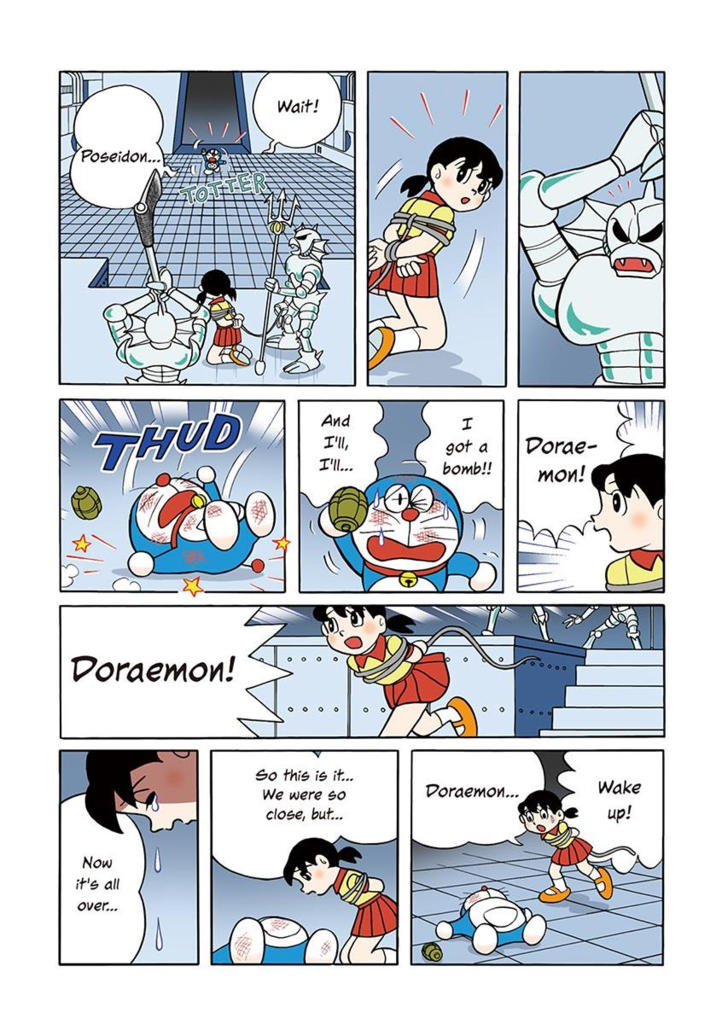 Wait!
Poseidon...
TOTTER
Dorae-
mon!
I
got a
bomb!!
And
I'll,
I'll...
THUD
Doraemon!
Wake
up!
Doraemon...
So this is it...
We were so
close, but...
Now
it's all
over...